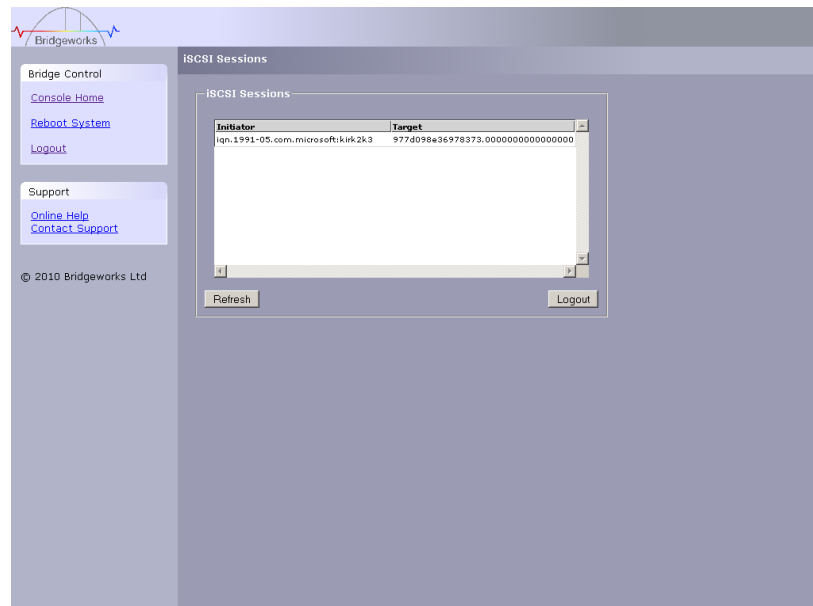 Bridgeworks
iSCSI Sessions
Bridge Control
Console Home
Reboot System
Logout
Support
Online Help
Contact Support
© 2010 Bridgeworks Ltd
iSCSI Sessions
Initiator Target
iqn.1991-05.com.microsoft:kirk2k3 977d098e36978373.0000000000000000
Refresh Logout